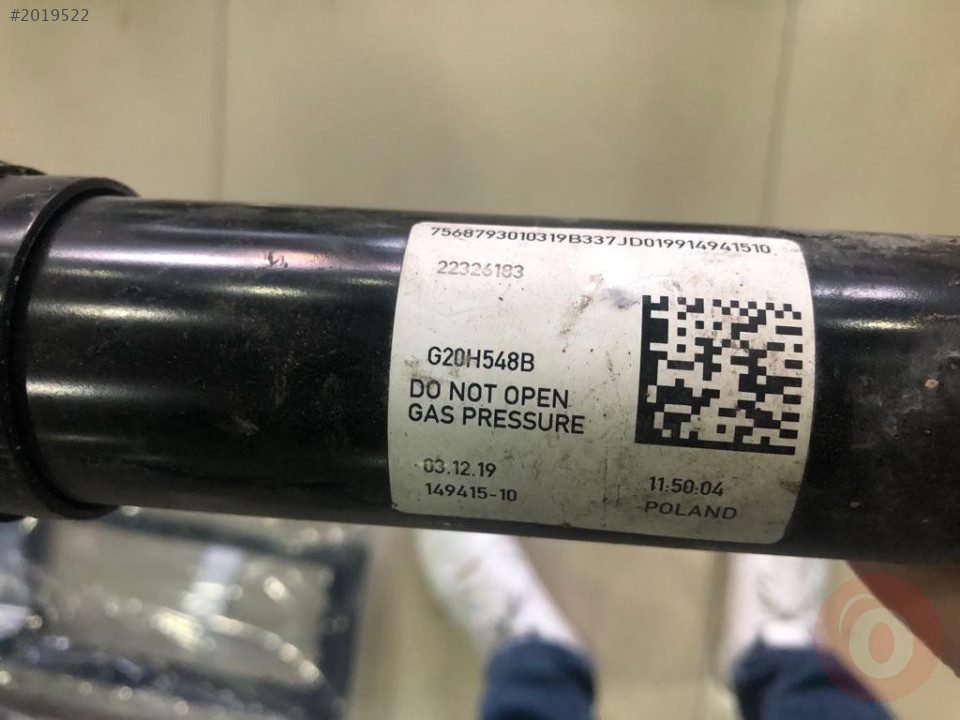 #2019522
7568793010319B337JD019914941510
22326183
G20H548B
DO NOT OPEN
GAS PRESSURE
03.12.19
149415-10
11:50:04
POLAND